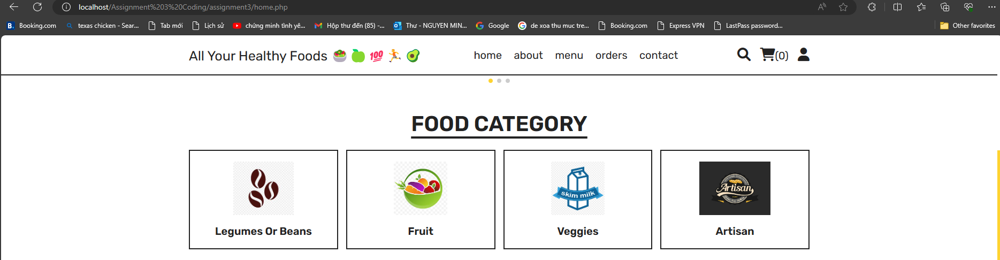 localhost/Assignment%203%20Coding/assignment3/home.php
B. Booking.com texas chicken - Sear... Tab mới Lịch sử chứng minh tình yê... Hộp thư đến (85) -... Thư - NGUYEN MIN... Google de xoa thu muc tre... Booking.com Express VPN LastPass password... Other favorites
All Your Healthy Foods 💯 home about menu orders contact (0)
FOOD CATEGORY
skim milk
Artisan
Legumes Or Beans Fruit Veggies Artisan